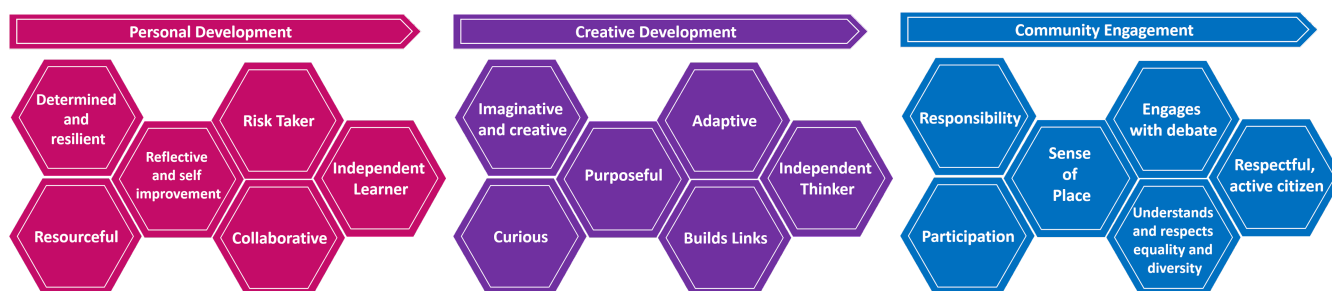 Personal Development
Determined
and
resilient
Resourceful
Reflective
and self
improvement
Risk Taker
Collaborative
Independent
Learner
Creative Development
Imaginative
and creative
Curious
Purposeful
Adaptive
Builds Links
Independent
Thinker
Community Engagement
Responsibility
Participation
Sense
of
Place
Engages
with debate
Understands
and respects
equality and
diversity
Respectful,
active citizen